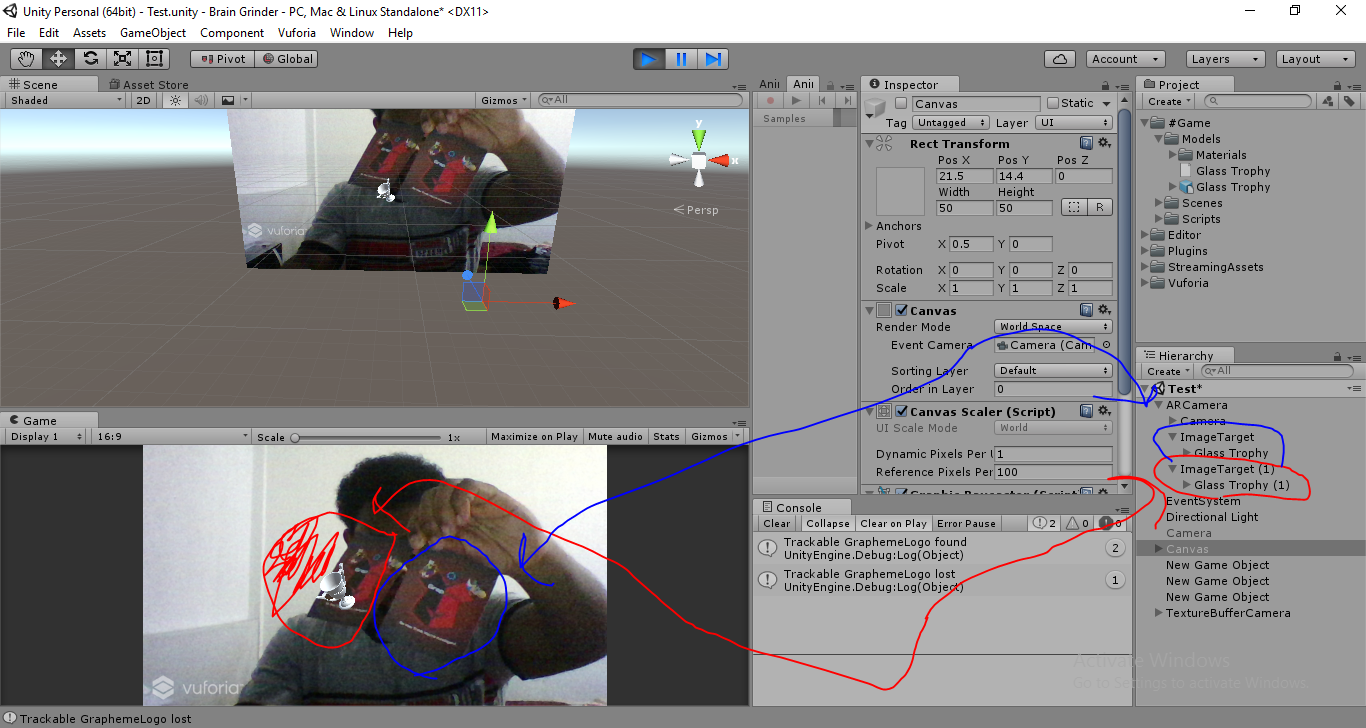 Unity Personal (64bit) - Test.unity - Brain Grinder - PC, Mac & Linux Standalone* <DX11>
File Edit Assets GameObject Component Vuforia Window Help
Pivot Global Account Layers Layout
Scene Asset Store
Shaded 2D Gizmos All
y
x
Persp
vuforia
Game
Display 1 16:9 Scale 1x Maximize on Play Mute audio Stats Gizmos
vuforia
Anii Anii
Samples
Inspector
Canvas Static
Tag Untagged Layer UI
Rect Transform
Pos X Pos Y Pos Z
21.5 14.4 0
Width Height
50 50 R
Anchors
Pivot X 0.5 Y 0
Rotation X 0 Y 0 Z 0
Scale X 1 Y 1 Z 1
Canvas
Render Mode World Space
Event Camera Camera (Cam
Sorting Layer Default
Order in Layer 0
Canvas Scaler (Script)
UI Scale Mode World
Dynamic Pixels Per U 1
Reference Pixels Per 100
Graphic Raycaster (Script
Console
Clear Collapse Clear on Play Error Pause 2 0 0
Trackable GraphemeLogo found
UnityEngine.Debug:Log(Object) 2
Trackable GraphemeLogo lost
UnityEngine.Debug:Log(Object) 1
Project
Create
#Game
Models
Materials
Glass Trophy
Glass Trophy
Scenes
Scripts
Editor
Plugins
StreamingAssets
Vuforia
Hierarchy
Create All
Test*
ARCamera
Camera
ImageTarget
Glass Trophy
ImageTarget (1)
Glass Trophy (1)
EventSystem
Directional Light
Camera
Canvas
New Game Object
New Game Object
New Game Object
TextureBufferCamera
Activate Windows
Go to Settings to activate Windows.
Trackable GraphemeLogo lost